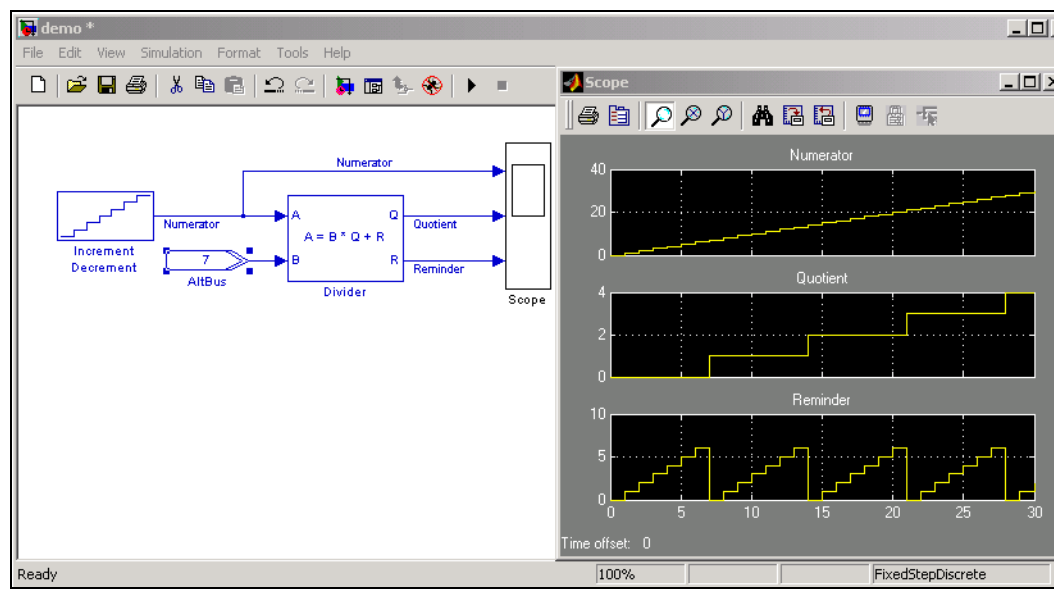 demo *
File Edit View Simulation Format Tools Help
Scope
Numerator
Numerator
Increment
Decrement
7
AltBus
A
B
Q
R
A = B * Q + R
Divider
Quotient
Reminder
Scope
Numerator
40
20
0
Quotient
4
2
0
Reminder
10
5
0
0 5 10 15 20 25 30
Time offset: 0
Ready 100% FixedStepDiscrete